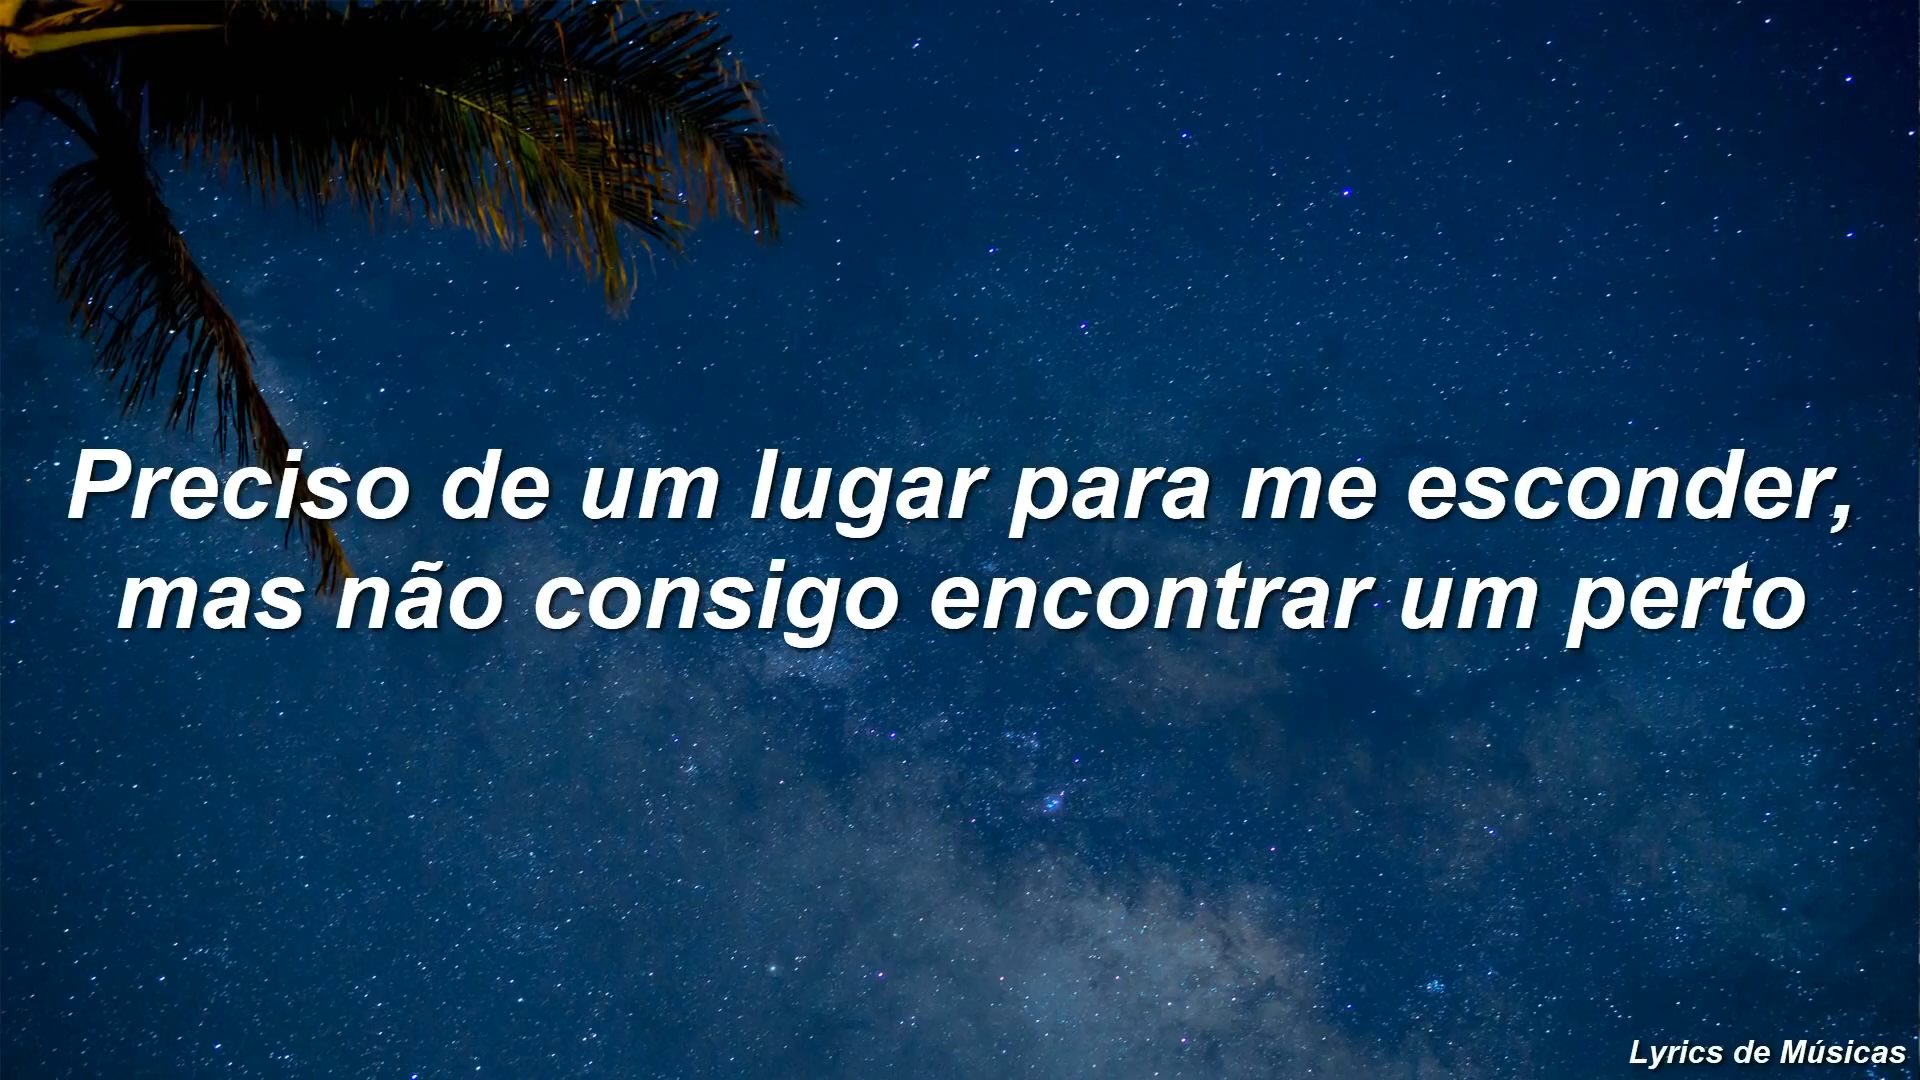 Preciso de um lugar para me esconder,
mas não consigo encontrar um perto
Lyrics de Músicas